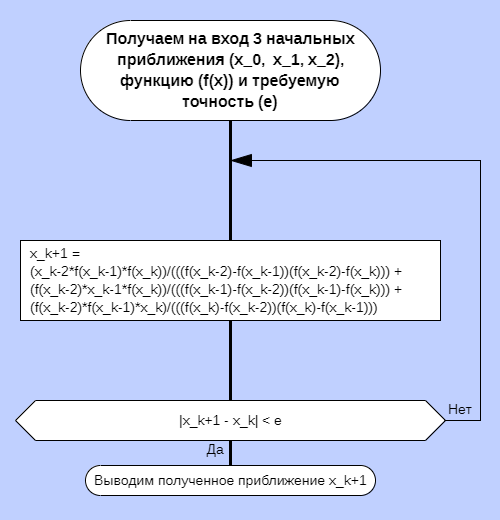 Получаем на вход 3 начальных
приближения (x_0, x_1, x_2),
функцию (f(x)) и требуемую
точность (e)
x_k+1 =
(x_k-2*f(x_k-1)*f(x_k))/(((f(x_k-2)-f(x_k-1))(f(x_k-2)-f(x_k))) +
(f(x_k-2)*x_k-1*f(x_k))/(((f(x_k-1)-f(x_k-2))(f(x_k-1)-f(x_k))) +
(f(x_k-2)*f(x_k-1)*x_k)/(((f(x_k)-f(x_k-2))(f(x_k)-f(x_k-1)))
Нет
|x_k+1 - x_k| < e
Да
Выводим полученное приближение x_k+1